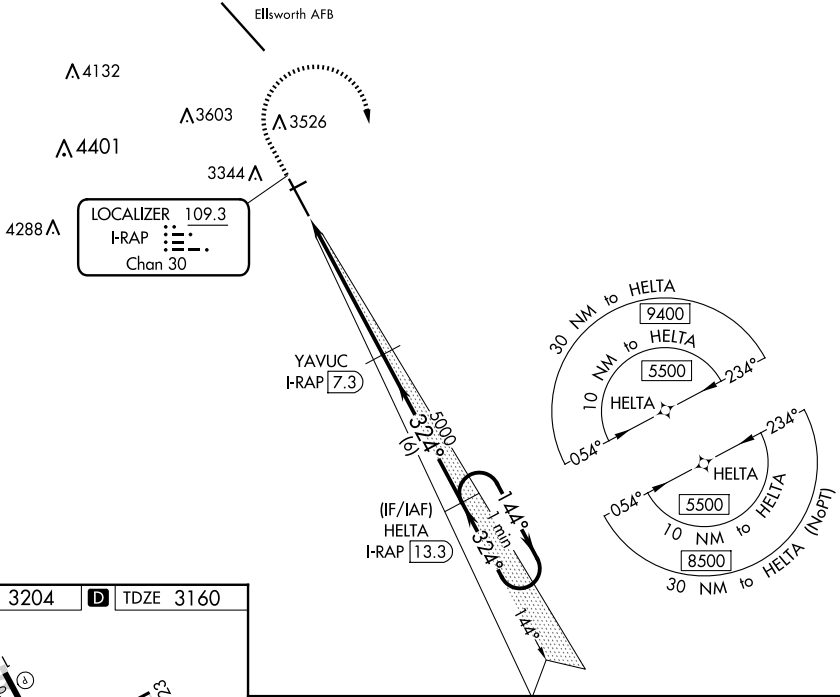 Ellsworth AFB
4132
3603
3526
4401
3344
4288
LOCALIZER 109.3
I-RAP
Chan 30
YAVUC
I-RAP 7.3
5000
324°
(6)
(IF/IAF)
HELTA
I-RAP 13.3
144°
1 min
324°
144°
30 NM to HELTA
9400
10 NM to HELTA
5500
234°
HELTA
054°
234°
HELTA
054°
5500
10 NM to HELTA
8500
30 NM to HELTA (NoPT)
3204
D TDZE 3160
23